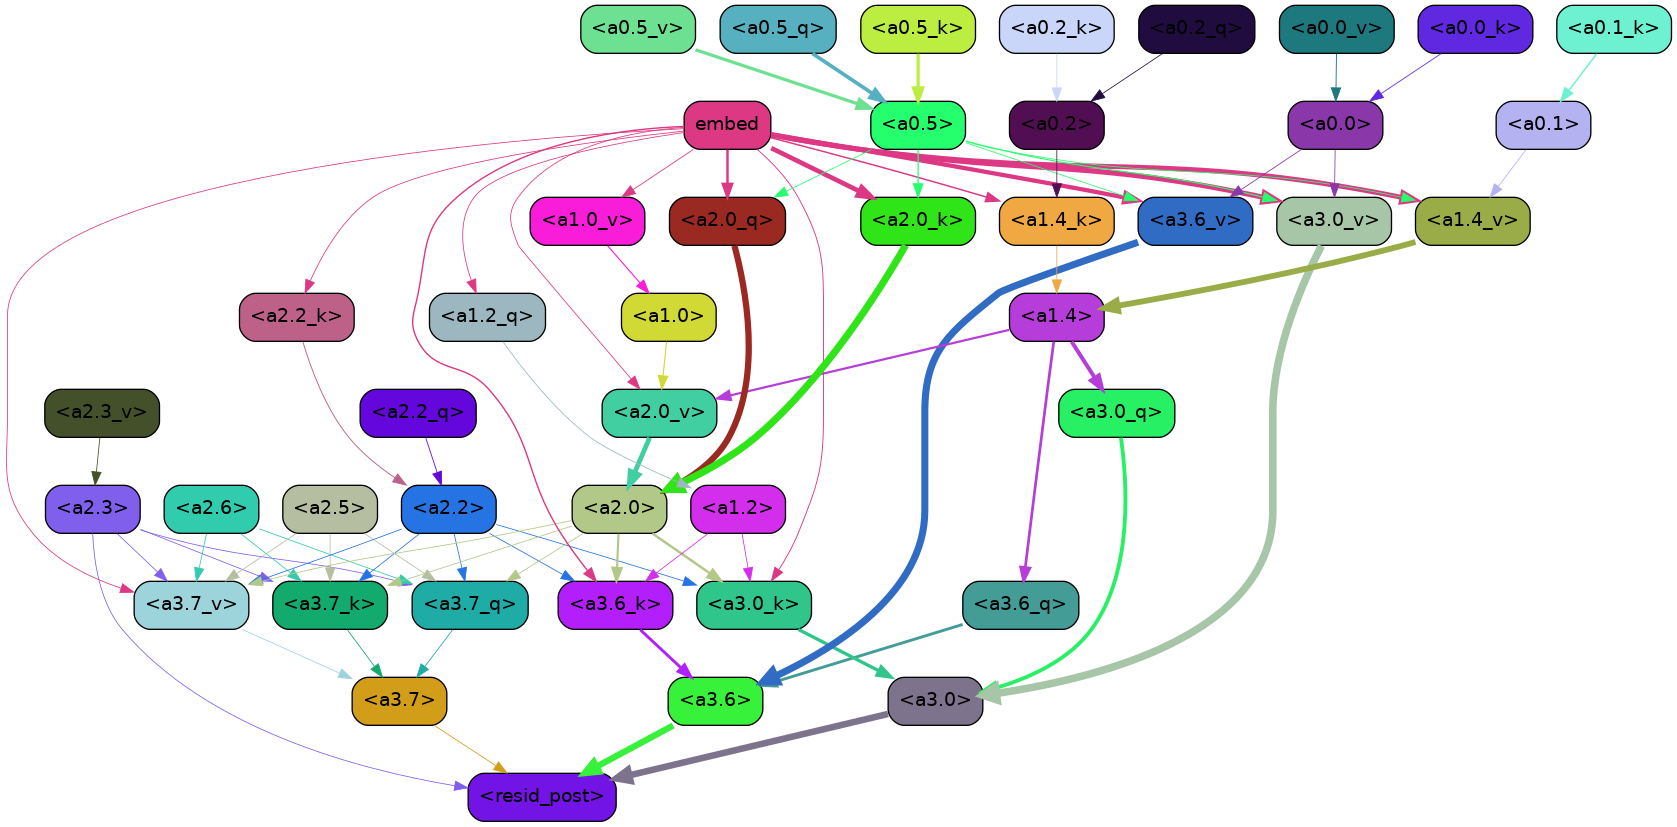 <a0.5_v> <a0.5_q> <a0.5_k> <a0.2_k> <a0.2_q> <a0.0_v> <a0.0_k> <a0.1_k>
embed <a0.5> <a0.2> <a0.0> <a0.1>
<a1.0_v> <a2.0_q> <a2.0_k> <a1.4_k> <a3.6_v> <a3.0_v> <a1.4_v>
<a2.2_k> <a1.2_q> <a1.0> <a1.4>
<a2.3_v> <a2.2_q> <a2.0_v> <a3.0_q>
<a2.3> <a2.6> <a2.5> <a2.2> <a2.0> <a1.2>
<a3.7_v> <a3.7_k> <a3.7_q> <a3.6_k> <a3.0_k> <a3.6_q>
<a3.7> <a3.6> <a3.0>
<resid_post>